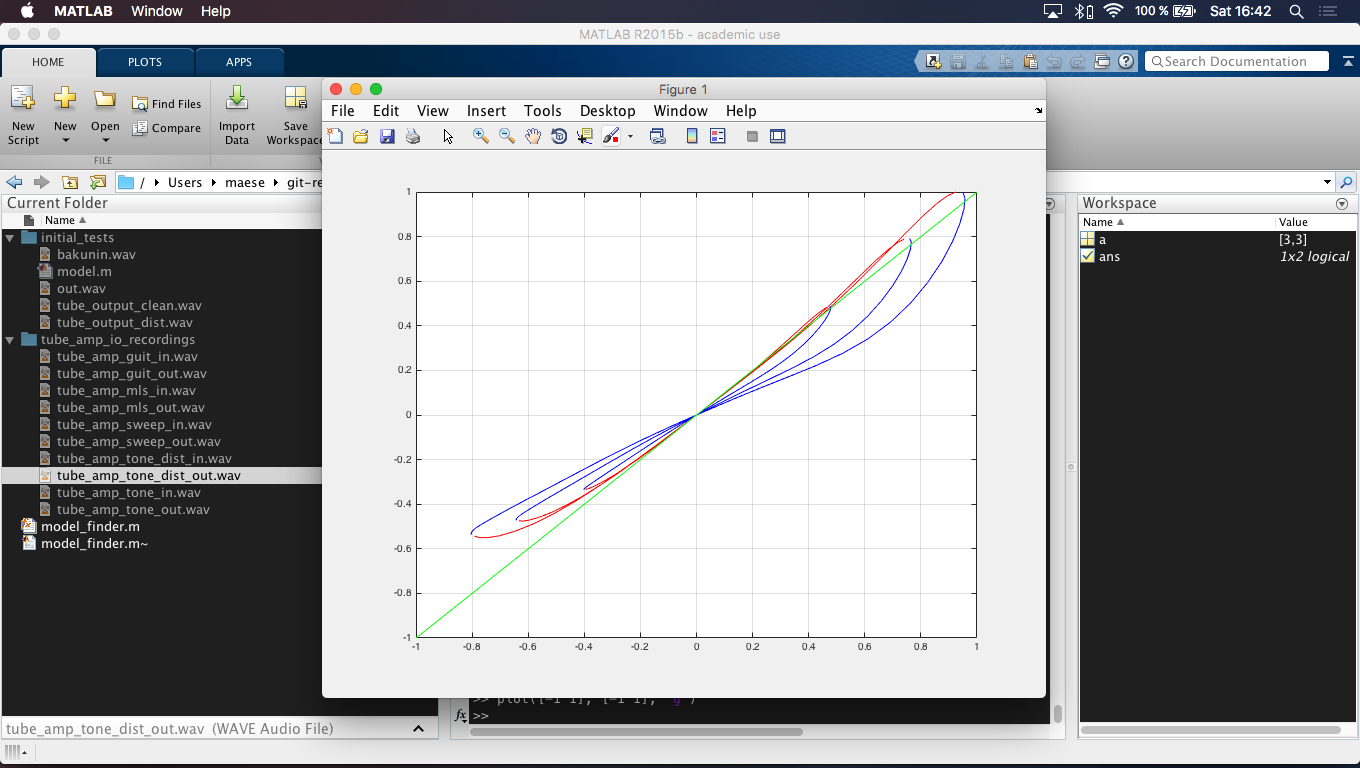 MATLAB Window Help 100 % Sat 16:42
MATLAB R2015b - academic use
HOME PLOTS APPS Search Documentation
Figure 1
File Edit View Insert Tools Desktop Window Help
Find Files
Compare
New Script
New
Open
Import Data
Save Workspace
FILE
/ Users maese git-re
Current Folder
Name
initial_tests
bakunin.wav
model.m
out.wav
tube_output_clean.wav
tube_output_dist.wav
tube_amp_io_recordings
tube_amp_guit_in.wav
tube_amp_guit_out.wav
tube_amp_mls_in.wav
tube_amp_mls_out.wav
tube_amp_sweep_in.wav
tube_amp_sweep_out.wav
tube_amp_tone_dist_in.wav
tube_amp_tone_dist_out.wav
tube_amp_tone_in.wav
tube_amp_tone_out.wav
model_finder.m
model_finder.m~
tube_amp_tone_dist_out.wav (WAVE Audio File)
1
0.8
0.6
0.4
0.2
0
-0.2
-0.4
-0.6
-0.8
-1
-1 -0.8 -0.6 -0.4 -0.2 0 0.2 0.4 0.6 0.8 1
>> plot([-1 1], [-1 1], 'g')
fx >>
Workspace
Name Value
a [3,3]
ans 1x2 logical